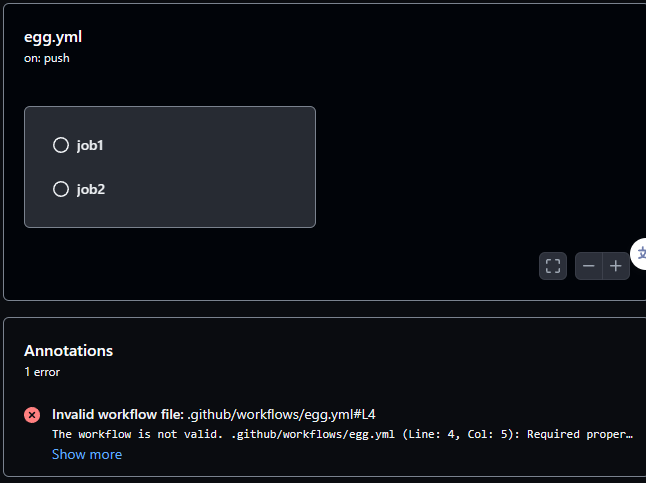 egg.yml
on: push
job1
job2
Annotations
1 error
Invalid workflow file: .github/workflows/egg.yml#L4
The workflow is not valid. .github/workflows/egg.yml (Line: 4, Col: 5): Required proper…
Show more